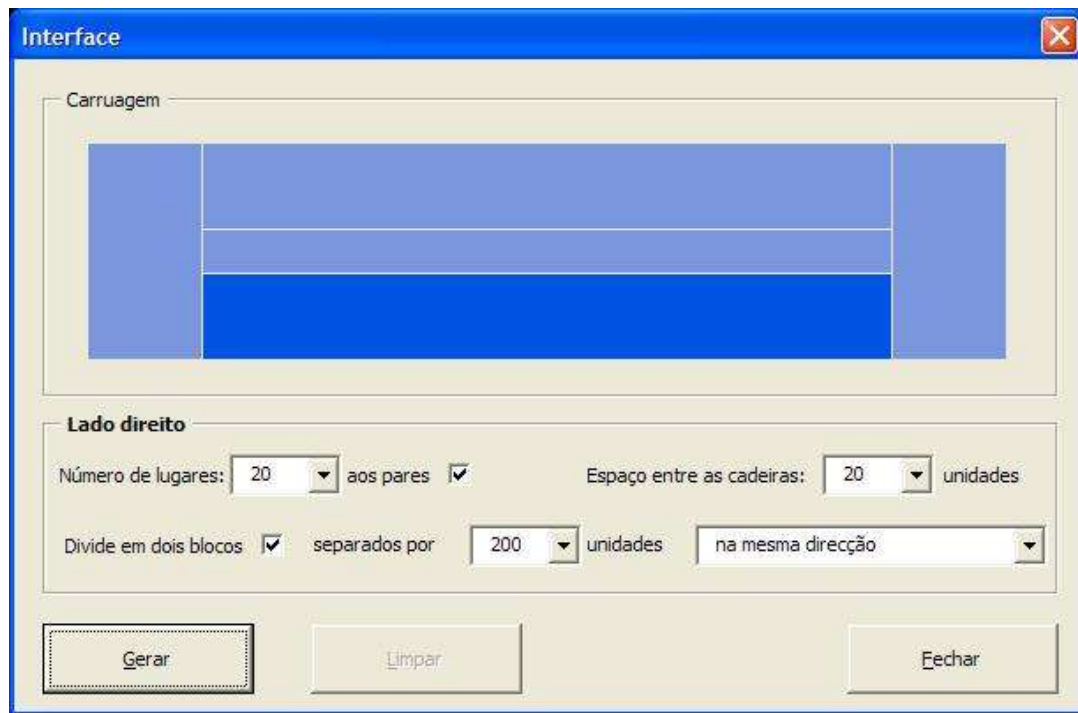 Interface
Carruagem
Lado direito
Número de lugares: 20 aos pares Espaço entre as cadeiras: 20 unidades
Divide em dois blocos separados por 200 unidades na mesma direcção
Gerar Limpar Fechar